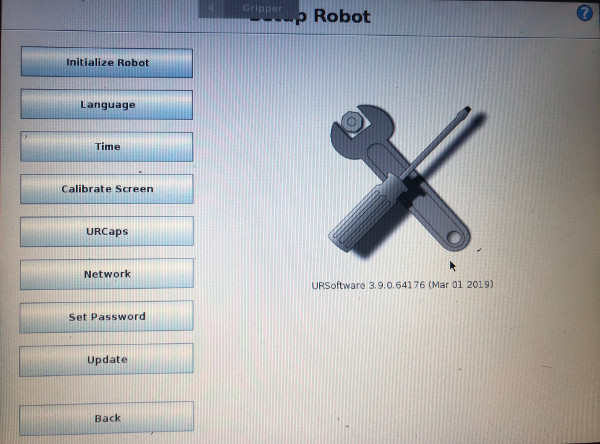 Gripper
Setup Robot
?
Initialize Robot
Language
Time
Calibrate Screen
URCaps
Network
Set Password
Update
Back
URSoftware 3.9.0.64176 (Mar 01 2019)